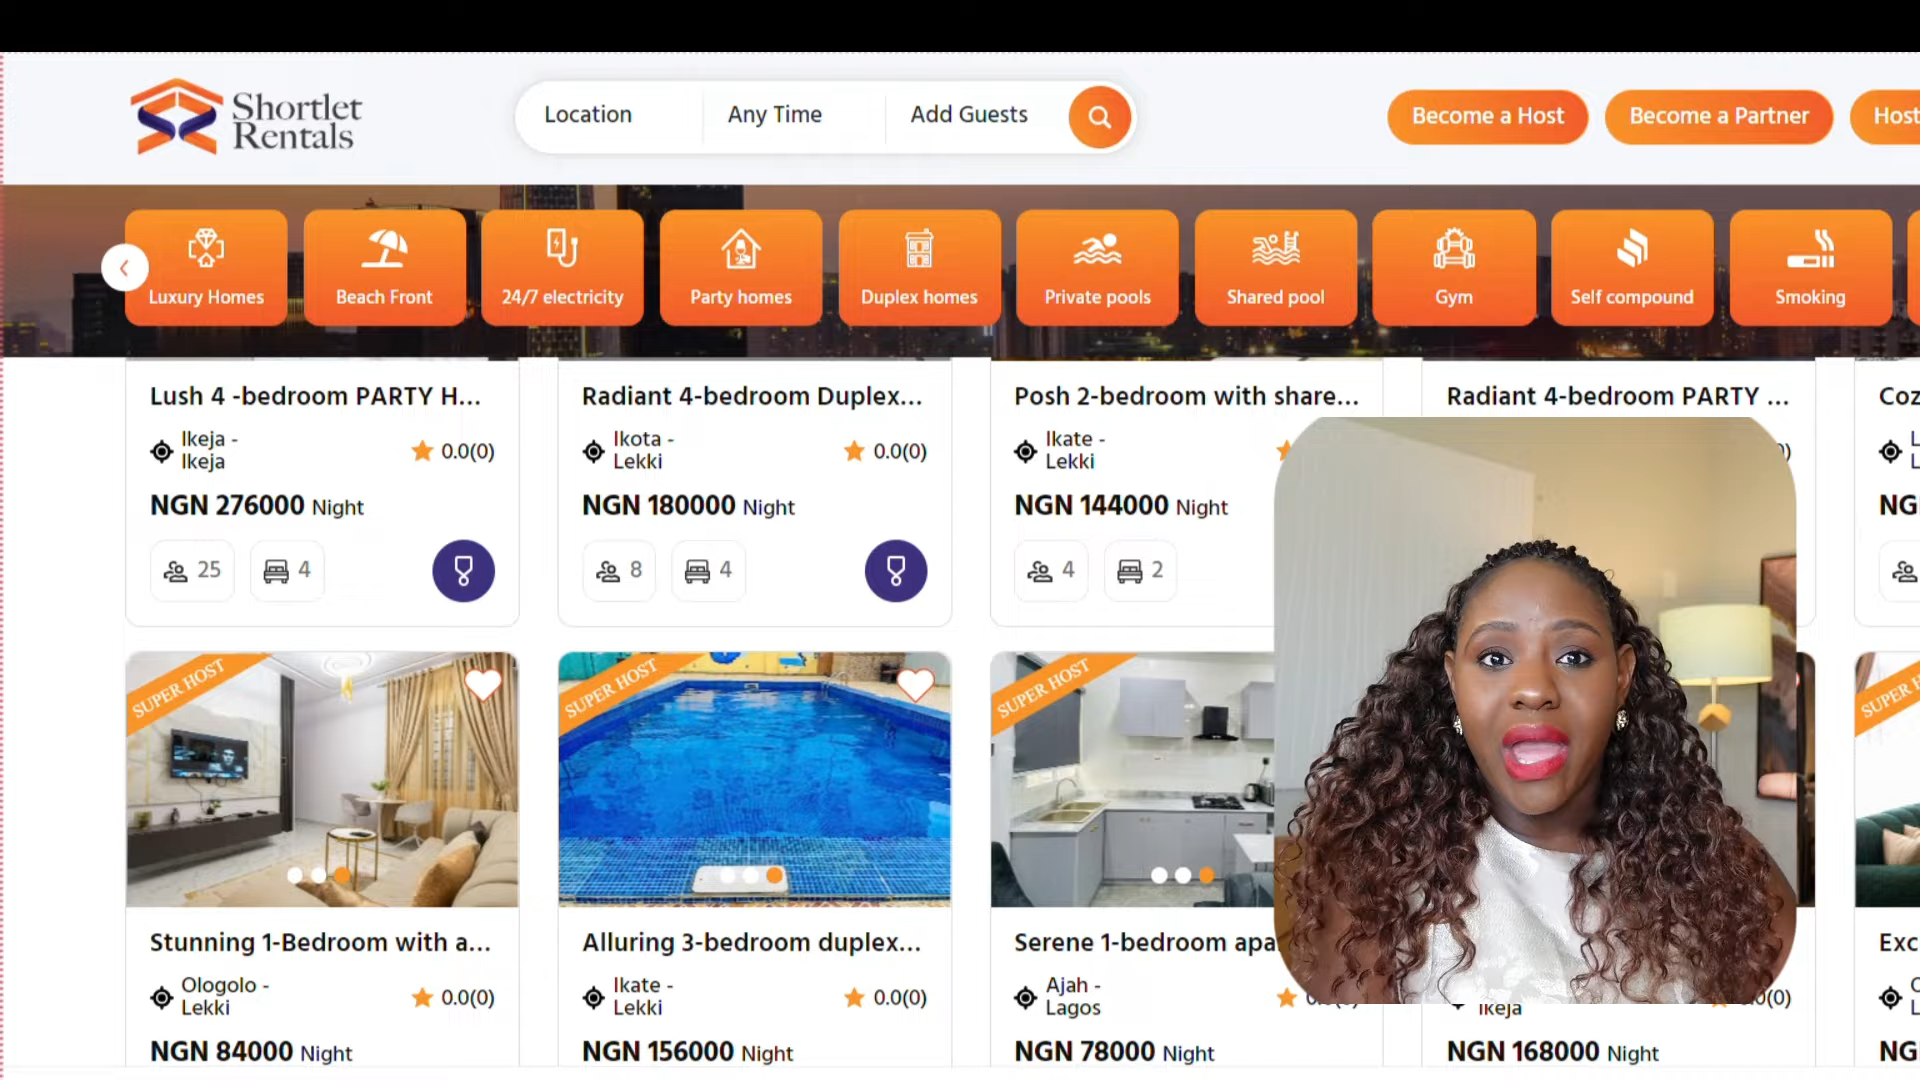 Shortlet
Rentals
Location
Any Time
Add Guests
Become a Host
Become a Partner
Host
Luxury Homes
Beach Front
24/7 electricity
Party homes
Duplex homes
Private pools
Shared pool
Gym
Self compound
Smoking
Lush 4 -bedroom PARTY H...
Ikeja -
Ikeja
0.0(0)
NGN 276000 Night
25
4
Radiant 4-bedroom Duplex...
Ikota -
Lekki
0.0(0)
NGN 180000 Night
8
4
Posh 2-bedroom with share...
Ikate -
Lekki
NGN 144000 Night
4
2
Radiant 4-bedroom PARTY ...
Coz
NG
SUPER HOST
Stunning 1-Bedroom with a...
Ologolo -
Lekki
0.0(0)
NGN 84000 Night
SUPER HOST
Alluring 3-bedroom duplex...
Ikate -
Lekki
0.0(0)
NGN 156000 Night
SUPER HOST
Serene 1-bedroom apa
Ajah -
Lagos
NGN 78000 Night
Ikeja
NGN 168000 Night
SUPER H
Exc
NG